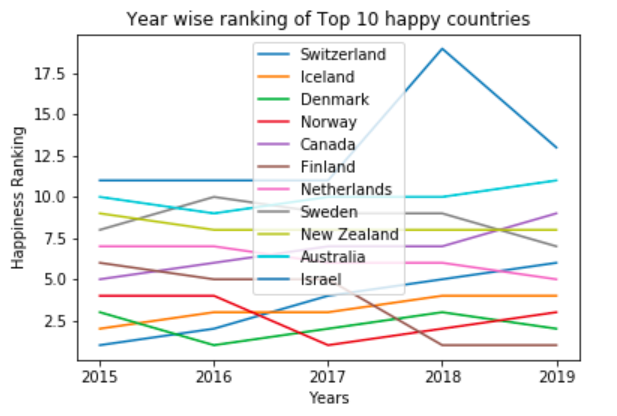 Year wise ranking of Top 10 happy countries
Happiness Ranking
17.5
15.0
12.5
10.0
7.5
5.0
2.5
Switzerland
Iceland
Denmark
Norway
Canada
Finland
Netherlands
Sweden
New Zealand
Australia
Israel
2015 2016 2017 2018 2019
Years